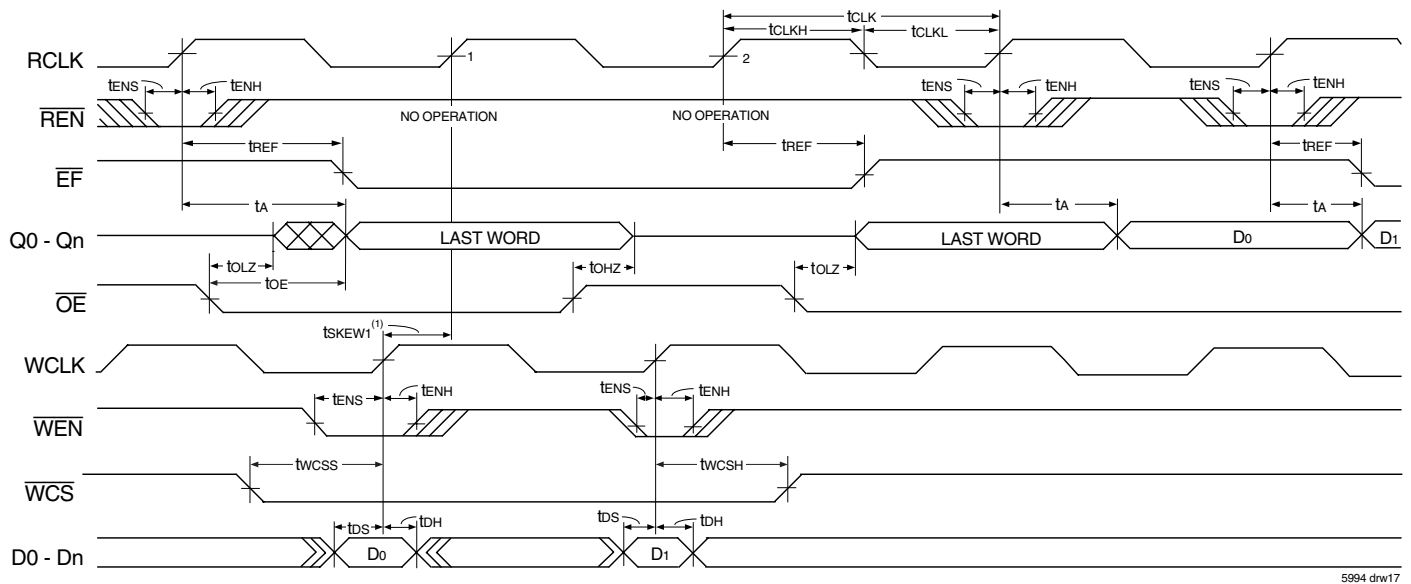 tCLK
tCLKH tCLKL
RCLK 1 2
tENS tENH tENS tENH tENS tENH
REN NO OPERATION NO OPERATION
tREF tREF tREF
EF
tA tA tA
Q0 - Qn LAST WORD LAST WORD D0 D1
tOLZ tOHZ tOLZ
tOE
OE
tSKEW1(1)
WCLK
tENS tENH tENS tENH
WEN
tWCSS tWCSH
WCS
tDS tDH tDS tDH
D0 - Dn D0 D1
5994 drw17